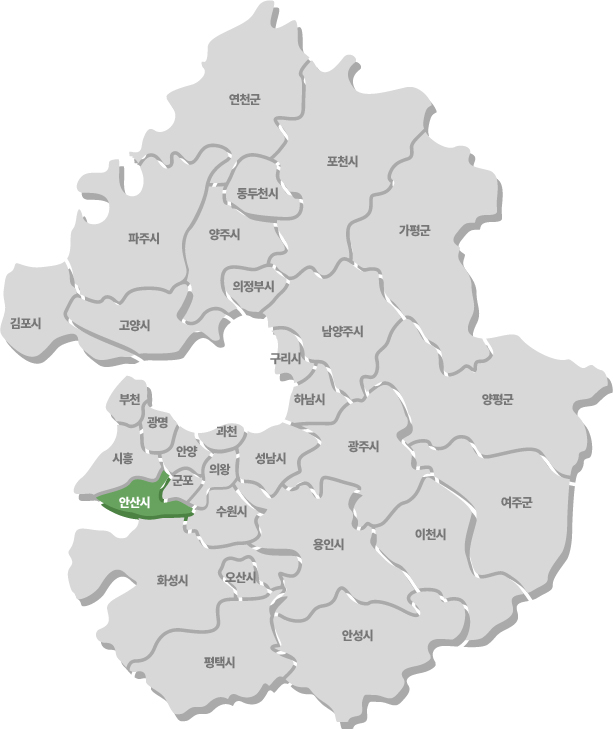 연천군
포천시
동두천시
가평군
양주시
파주시
의정부시
김포시
고양시
남양주시
구리시
양평군
부천
하남시
광명
과천
광주시
안양
시흥
의왕
성남시
군포
안산시
여주군
수원시
이천시
용인시
화성시
오산시
안성시
평택시